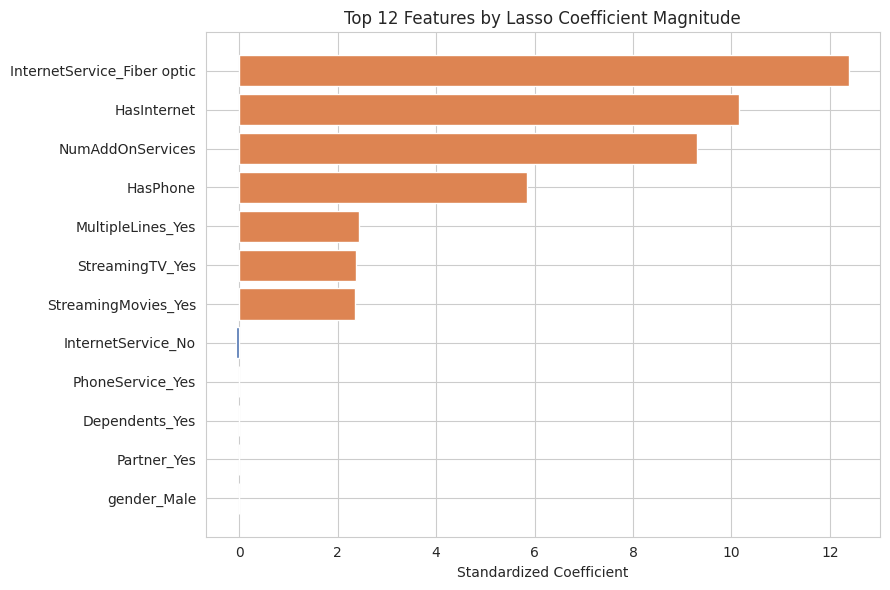 Top 12 Features by Lasso Coefficient Magnitude
InternetService_Fiber optic
HasInternet
NumAddOnServices
HasPhone
MultipleLines_Yes
StreamingTV_Yes
StreamingMovies_Yes
InternetService_No
PhoneService_Yes
Dependents_Yes
Partner_Yes
gender_Male
0 2 4 6 8 10 12
Standardized Coefficient